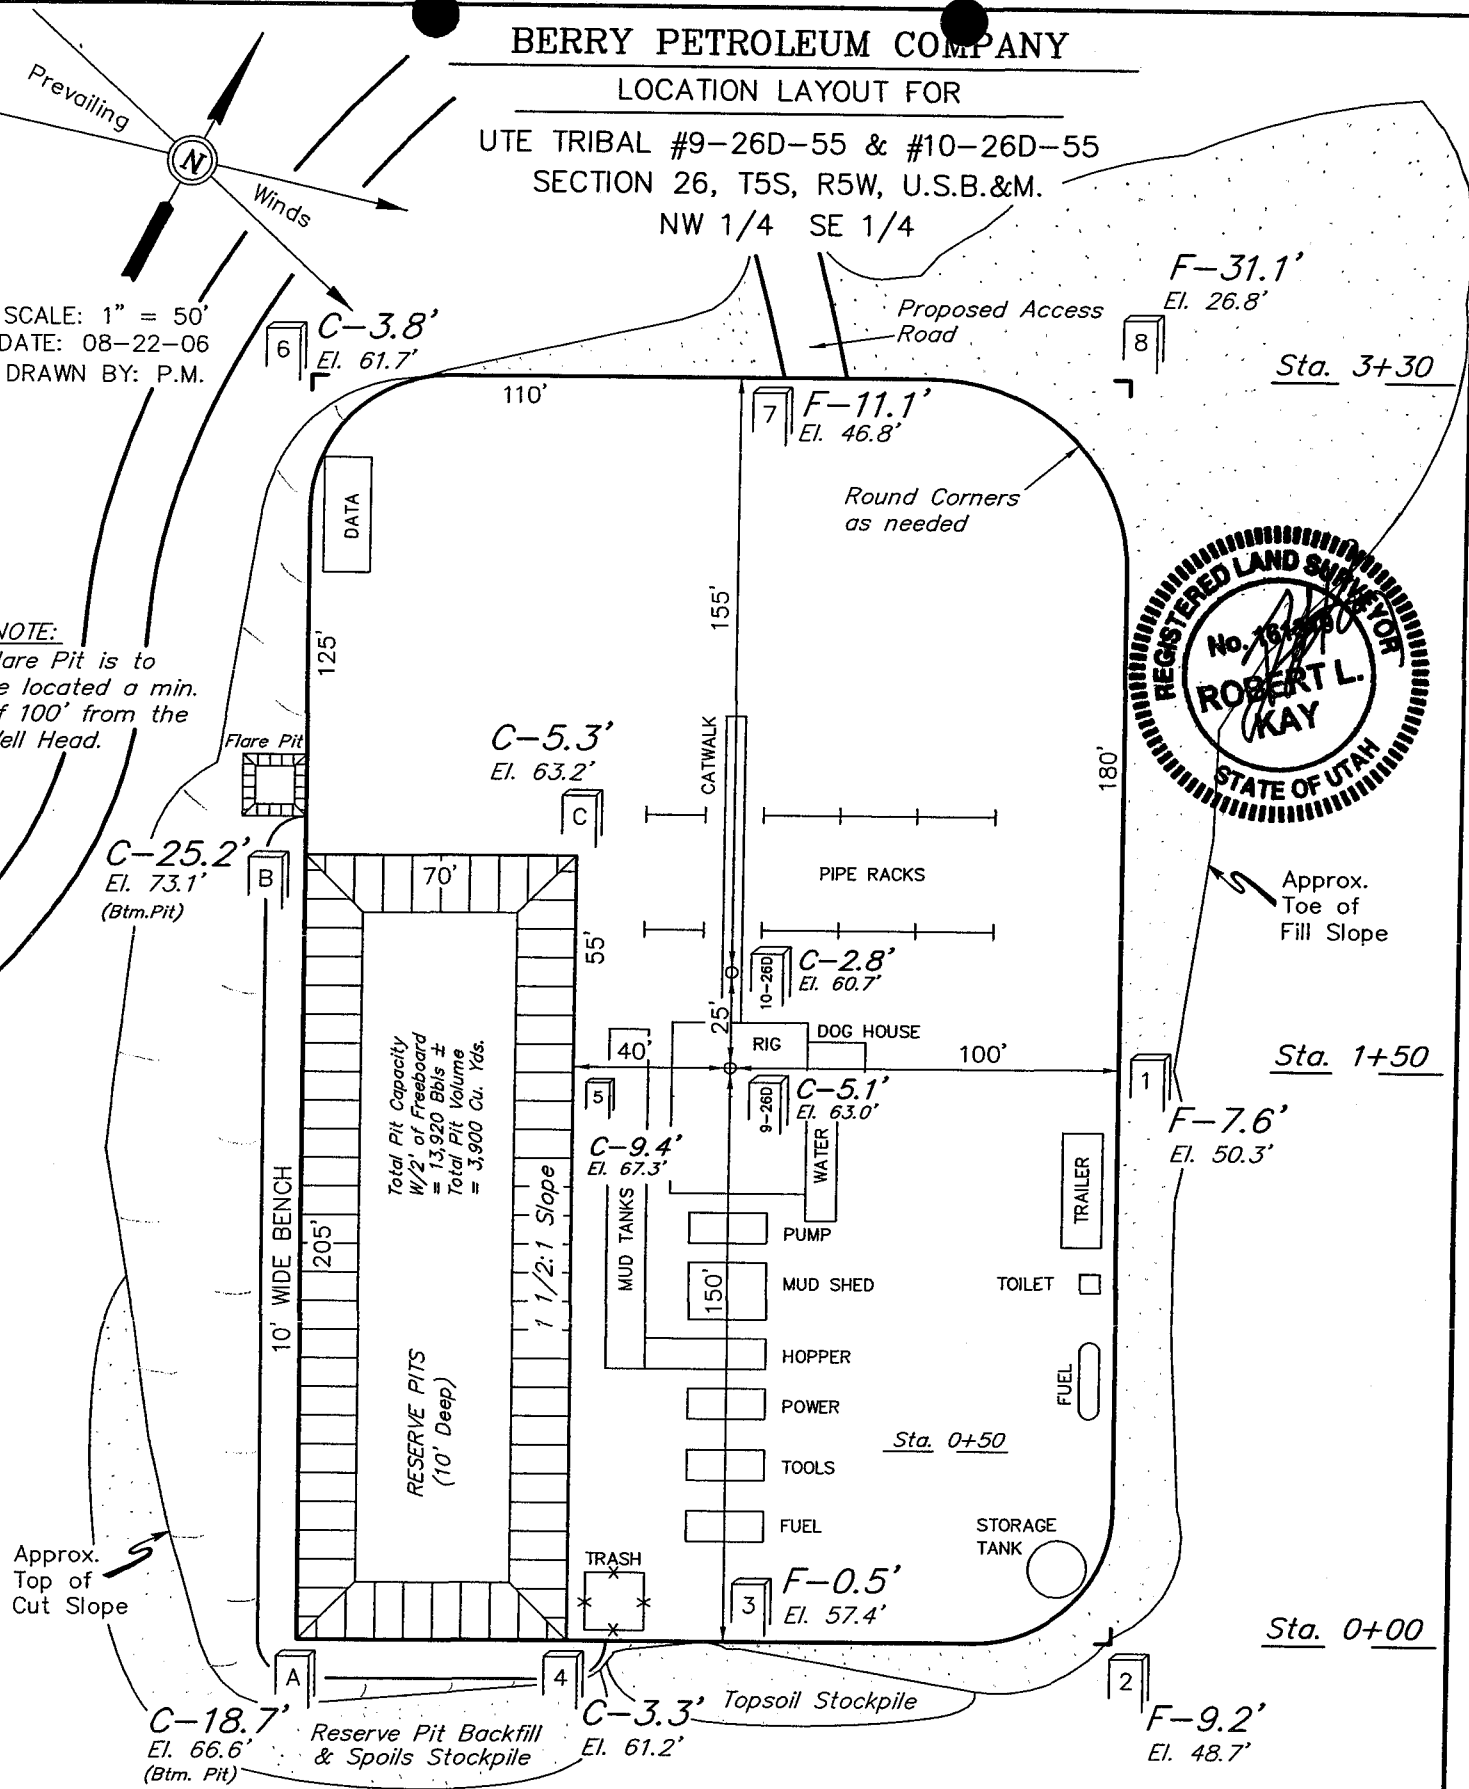 BERRY PETROLEUM COMPANY
LOCATION LAYOUT FOR
UTE TRIBAL #9-26D-55 & #10-26D-55
SECTION 26, T5S, R5W, U.S.B.&M.
NW 1/4 SE 1/4
Prevailing
N
Winds
SCALE: 1" = 50'
DATE: 08-22-06
DRAWN BY: P.M.
6
C-3.8'
El. 61.7'
F-31.1'
El. 26.8'
8
Proposed Access
Road
Sta. 3+30
110'
7
F-11.1'
El. 46.8'
Round Corners
as needed
DATA
155'
125'
REGISTERED LAND SURVEYOR
No.
ROBERT L.
KAY
STATE OF UTAH
NOTE:
lare Pit is to
e located a min.
f 100' from the
ell Head.
Flare Pit
C-5.3'
El. 63.2'
C
CATWALK
180'
C-25.2'
El. 73.1'
(Btm.Pit)
B
70'
PIPE RACKS
Approx.
Toe of
Fill Slope
55'
10-26D
C-2.8'
El. 60.7'
25'
RIG
DOG HOUSE
40'
100'
Sta. 1+50
1
5
9-26D
C-5.1'
El. 63.0'
F-7.6'
El. 50.3'
C-9.4'
El. 67.3'
WATER
Total Pit Capacity
W/2' of Freeboard
= 13,920 Bbls ±
Total Pit Volume
= 3,900 Cu. Yds.
1 1/2:1 Slope
MUD TANKS
TRAILER
10' WIDE BENCH
205'
PUMP
MUD SHED
150'
TOILET
HOPPER
RESERVE PITS
(10' Deep)
POWER
FUEL
Sta. 0+50
TOOLS
FUEL
STORAGE
TANK
Approx.
Top of
Cut Slope
TRASH
3
F-0.5'
El. 57.4'
Sta. 0+00
A
4
2
C-18.7'
El. 66.6'
(Btm. Pit)
Reserve Pit Backfill
& Spoils Stockpile
C-3.3'
El. 61.2'
Topsoil Stockpile
F-9.2'
El. 48.7'